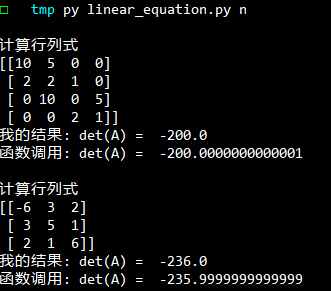 tmp py linear_equation.py n
计算行列式
[[10  5  0  0]
 [ 2  2  1  0]
 [ 0 10  0  5]
 [ 0  0  2  1]]
我的结果: det(A) =  -200.0
函数调用: det(A) =  -200.0000000000001
计算行列式
[[-6  3  2]
 [ 3  5  1]
 [ 2  1  6]]
我的结果: det(A) =  -236.0
函数调用: det(A) =  -235.9999999999999